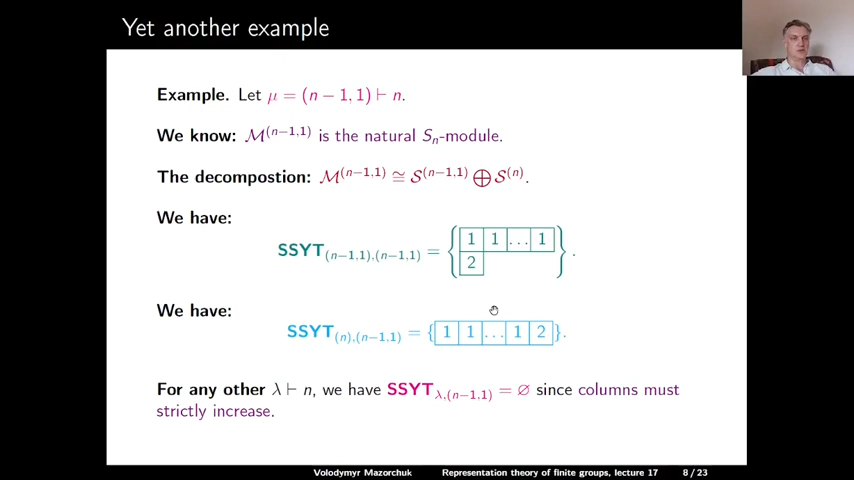 Yet another example
Example. Let μ = (n − 1, 1) ⊢ n.
We know: M^(n−1,1) is the natural S_n-module.
The decompostion: M^(n−1,1) ≅ S^(n−1,1) ⨁ S^(n).
We have:
SSYT_(n−1,1),(n−1,1) = { 1 1 ... 1
2 } .
We have:
SSYT_(n),(n−1,1) = { 1 1 ... 1 2 }.
For any other λ ⊢ n, we have SSYT_λ,(n−1,1) = ∅ since columns must
strictly increase.
Volodymyr Mazorchuk Representation theory of finite groups, lecture 17 8 / 23